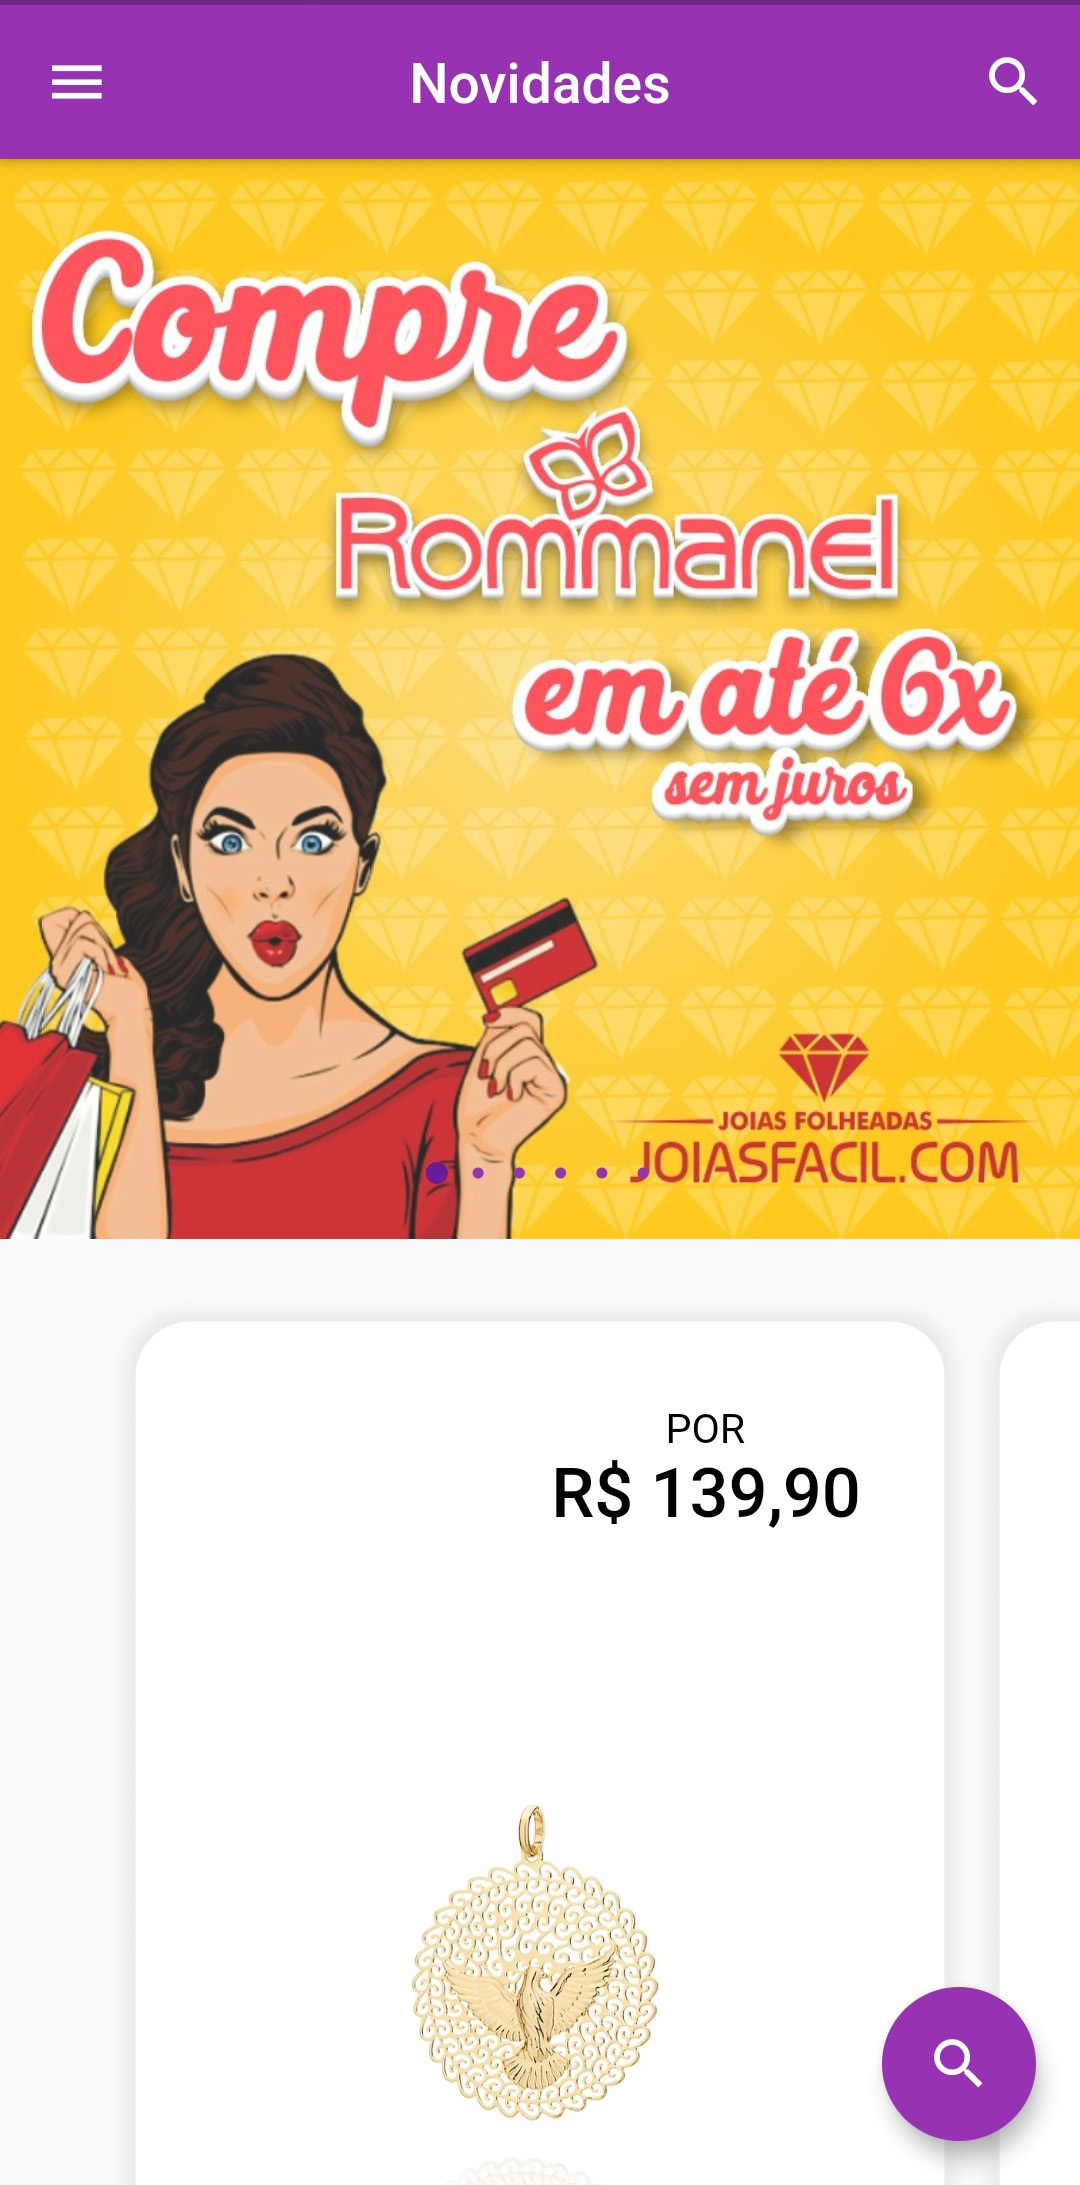 Novidades
Compre
Rommanel
em até 6x
sem juros
JOIAS FOLHEADAS
JOIASFACIL.COM
POR
R$ 139,90